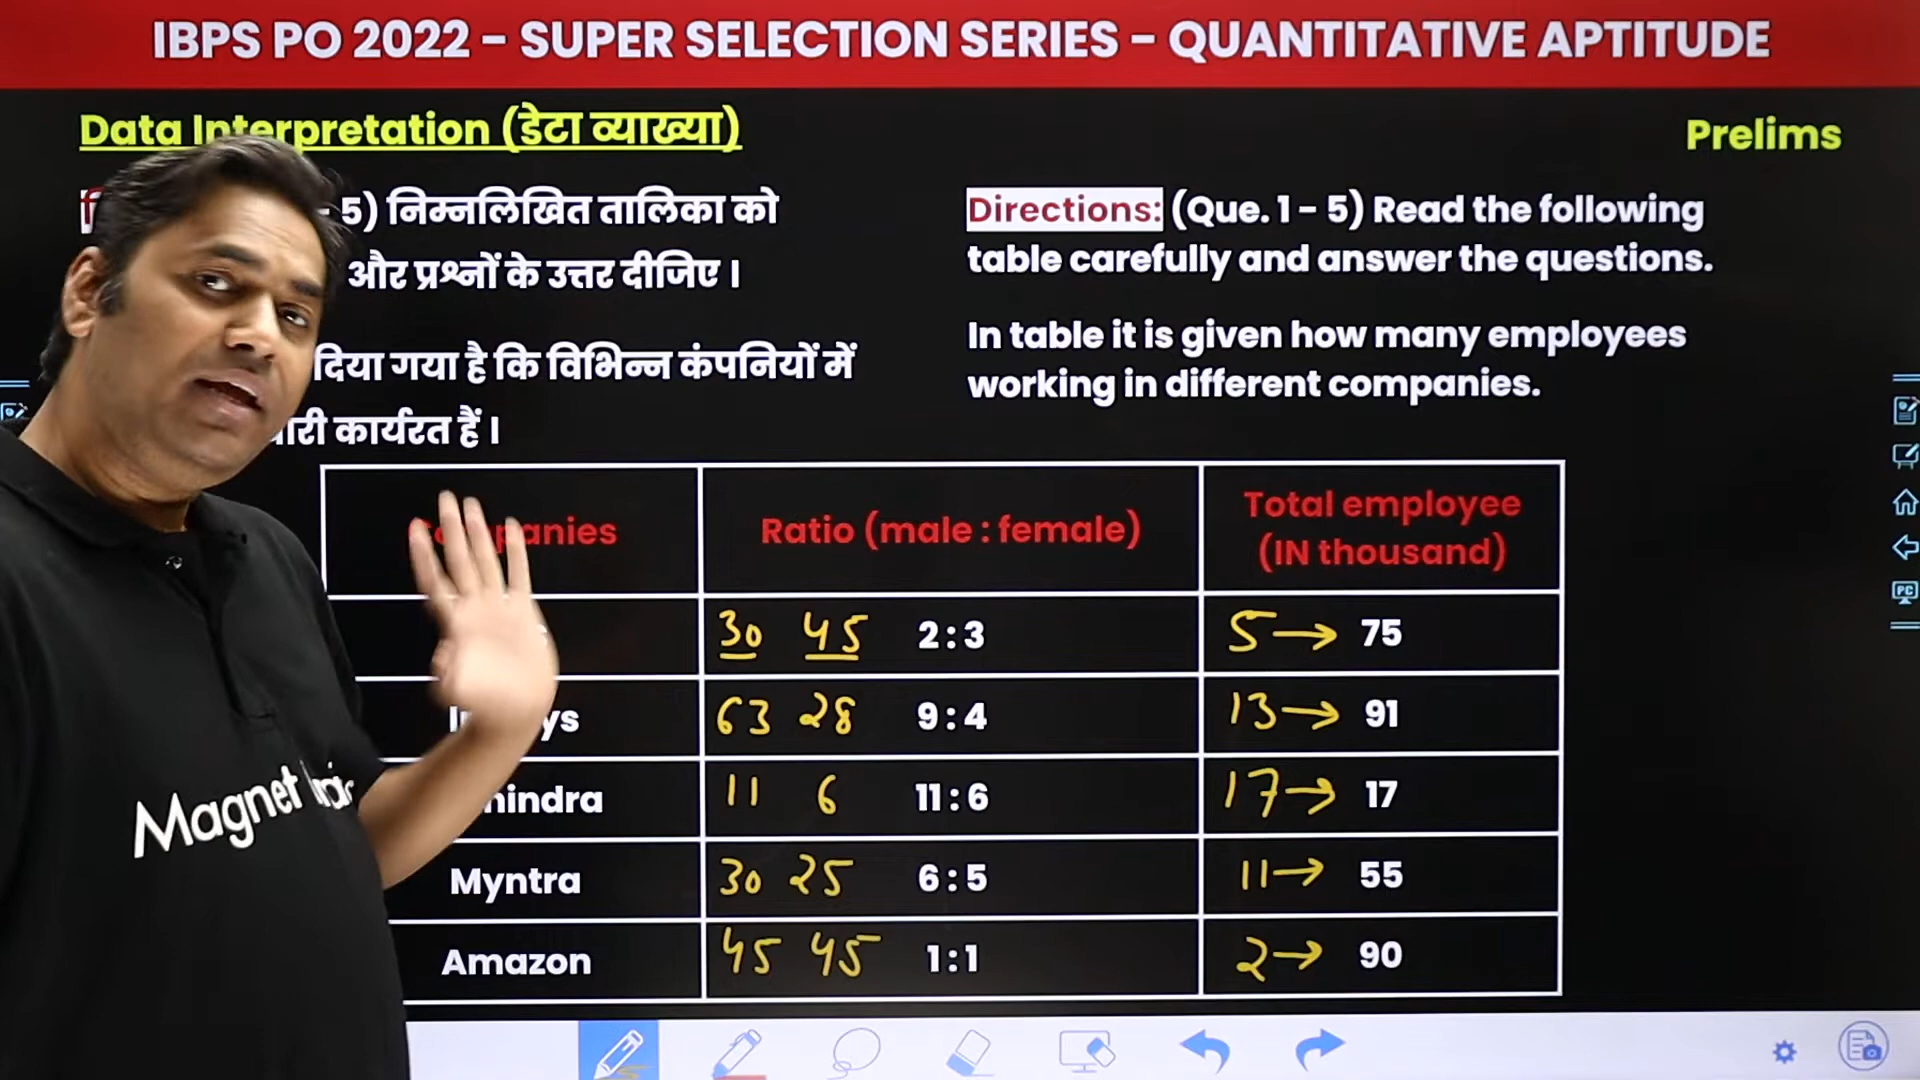 IBPS PO 2022 - SUPER SELECTION SERIES - QUANTITATIVE APTITUDE
Data Interpretation (डेटा व्याख्या)
Prelims
5) निम्नलिखित तालिका को
और प्रश्नों के उत्तर दीजिए।
दिया गया है कि विभिन्न कंपनियों में
कार्यरत हैं।
Directions: (Que. 1 - 5) Read the following
table carefully and answer the questions.
In table it is given how many employees
working in different companies.
Companies
Ratio (male : female)
Total employee
(IN thousand)
30 45 2 : 3 5→ 75
63 28 9 : 4 13→ 91
11 6 11 : 6 17→ 17
Myntra 30 25 6 : 5 11→ 55
Amazon 45 45 1 : 1 2→ 90
Magnet
PC